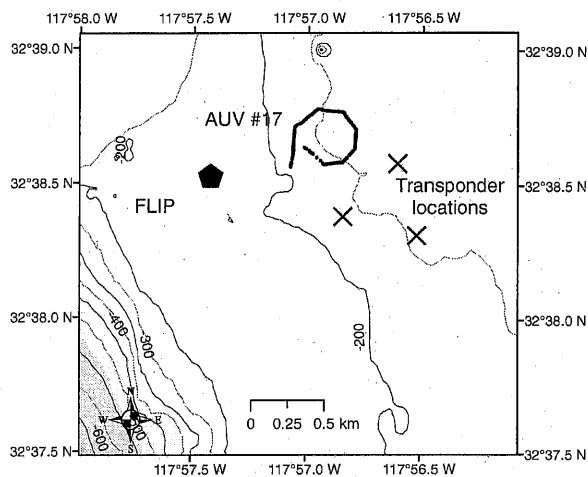 117°58.0' W
117°57.4' W
117°57.0' W
117°56.5' W
32°39.0' N
32°39.0' N
AUV #17
-200
32°38.5' N
32°38.5' N
Transponder
locations
FLIP
32°38.0' N
32°38.0' N
-400
-300
-200
N
W
E
S
0
0.25
0.5 km
-600
32°37.5 N
32°37.5 N
117°57.5' W
117°57.0' W
117°56.5' W